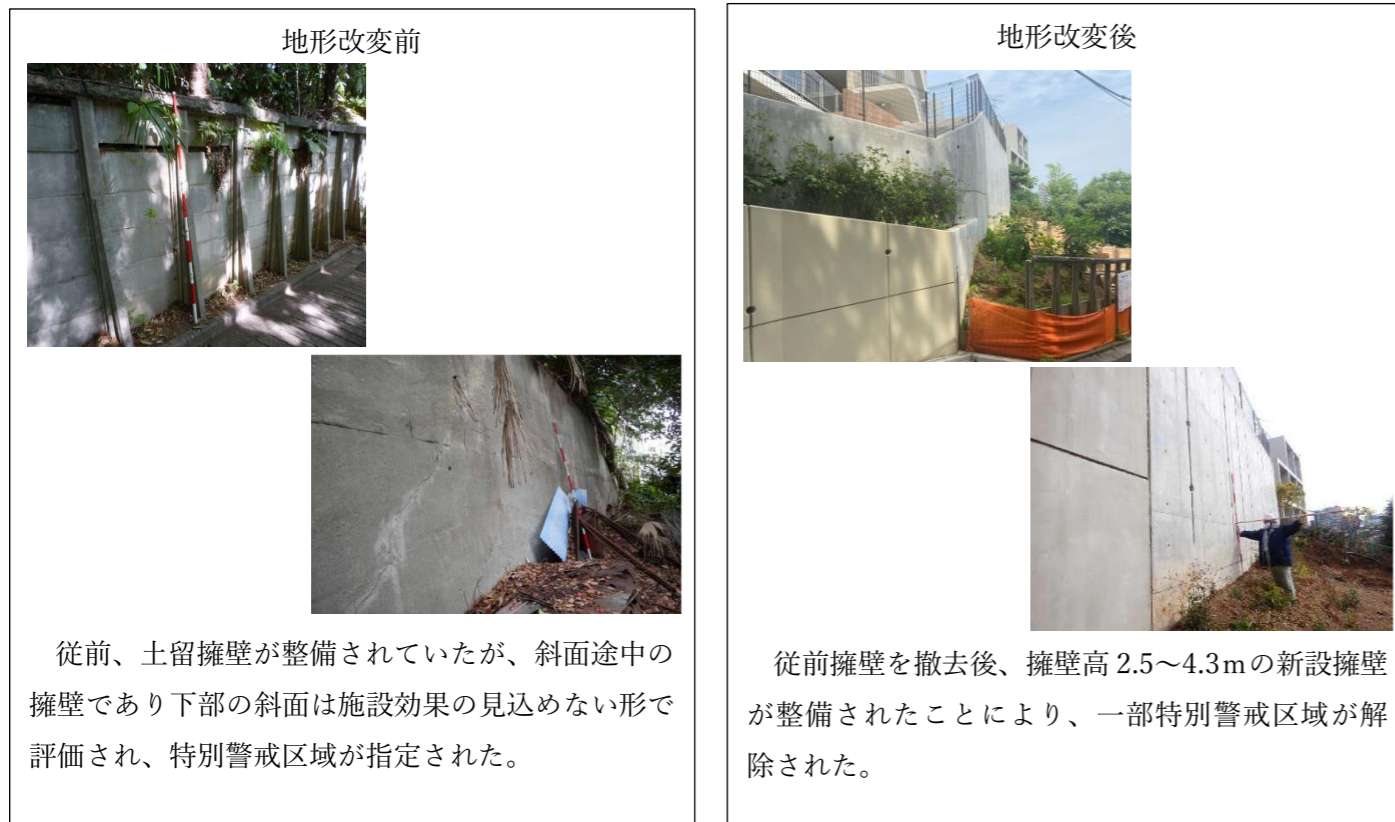 地形改変前
従前、土留擁壁が整備されていたが、斜面途中の
擁壁であり下部の斜面は施設効果の見込めない形で
評価され、特別警戒区域が指定された。
地形改変後
従前擁壁を撤去後、擁壁高 2.5～4.3ｍの新設擁壁
が整備されたことにより、一部特別警戒区域が解
除された。